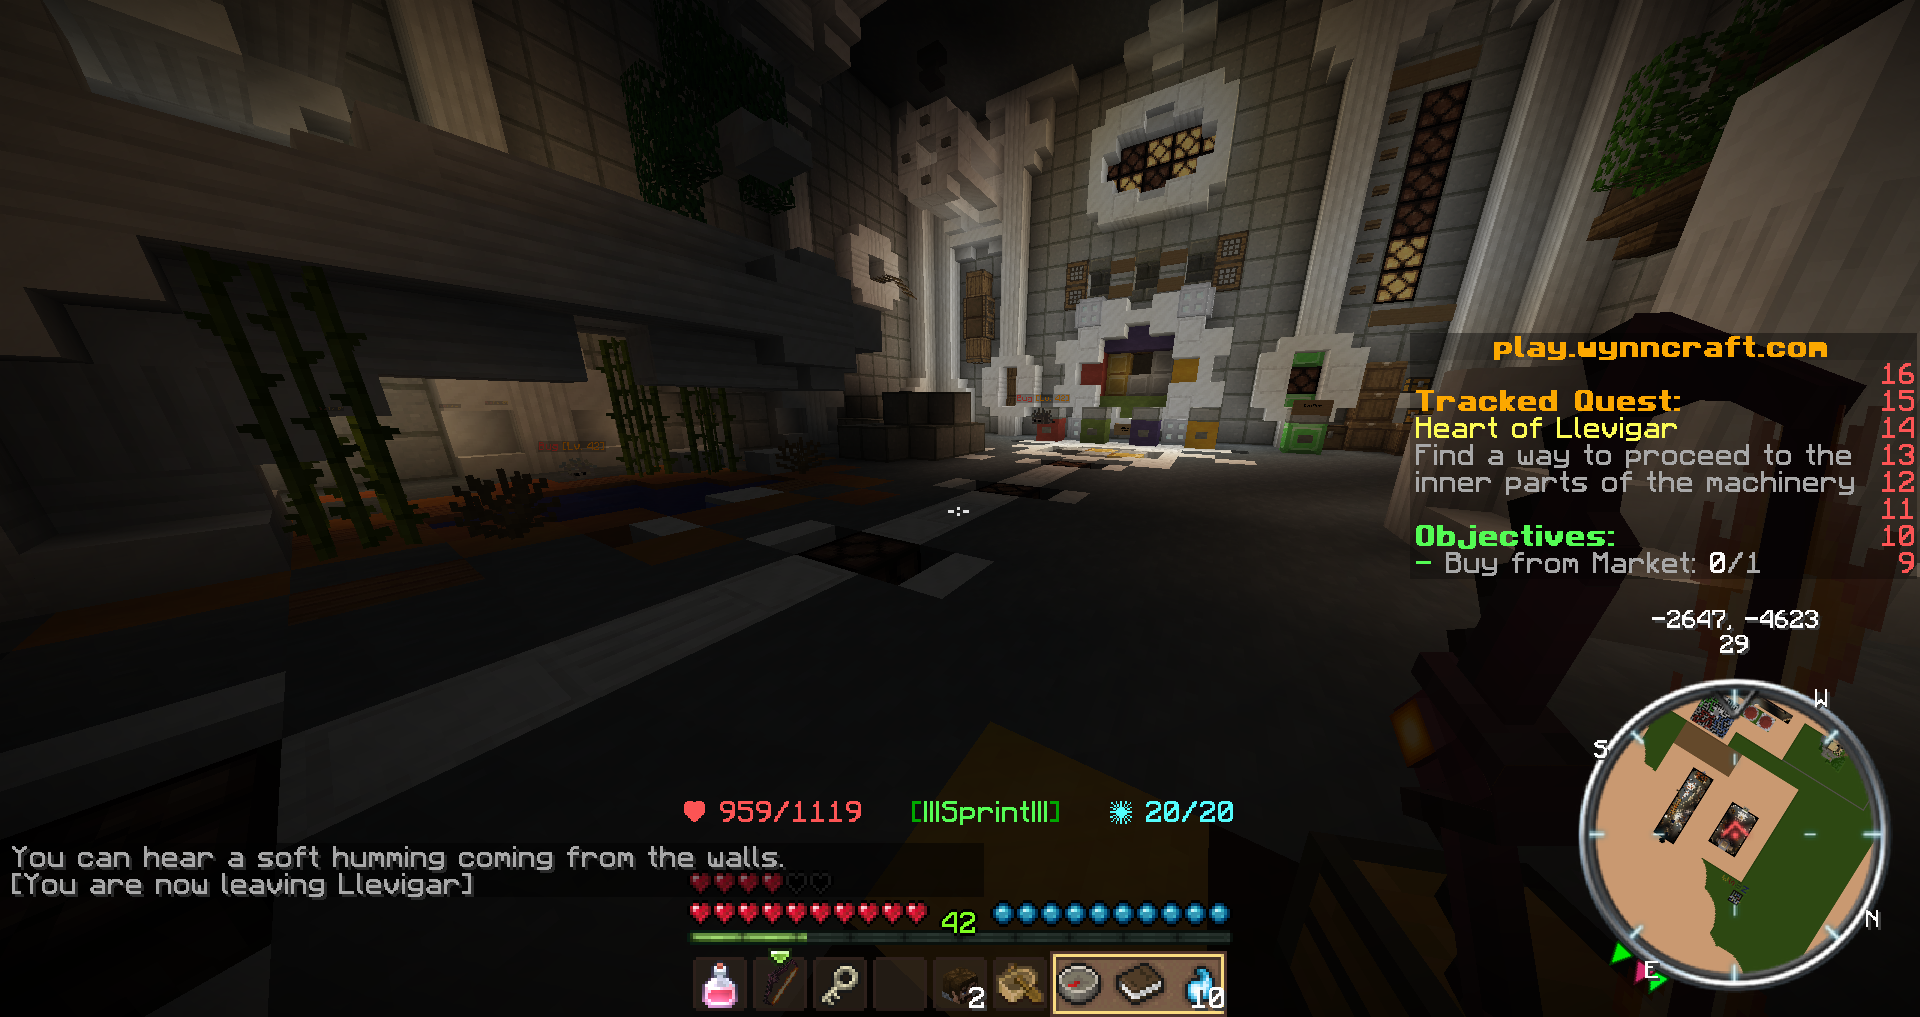 play.wynncraft.com
16
Tracked Quest: 15
Heart of Llevigar 14
Find a way to proceed to the 13
inner parts of the machinery 12
11
Objectives: 10
- Buy from Market: 0/1 9
-2647, -4623
29
W
S
N
E
959/1119 [|||Sprint|||] 20/20
You can hear a soft humming coming from the walls.
[You are now leaving Llevigar]
42
2
10